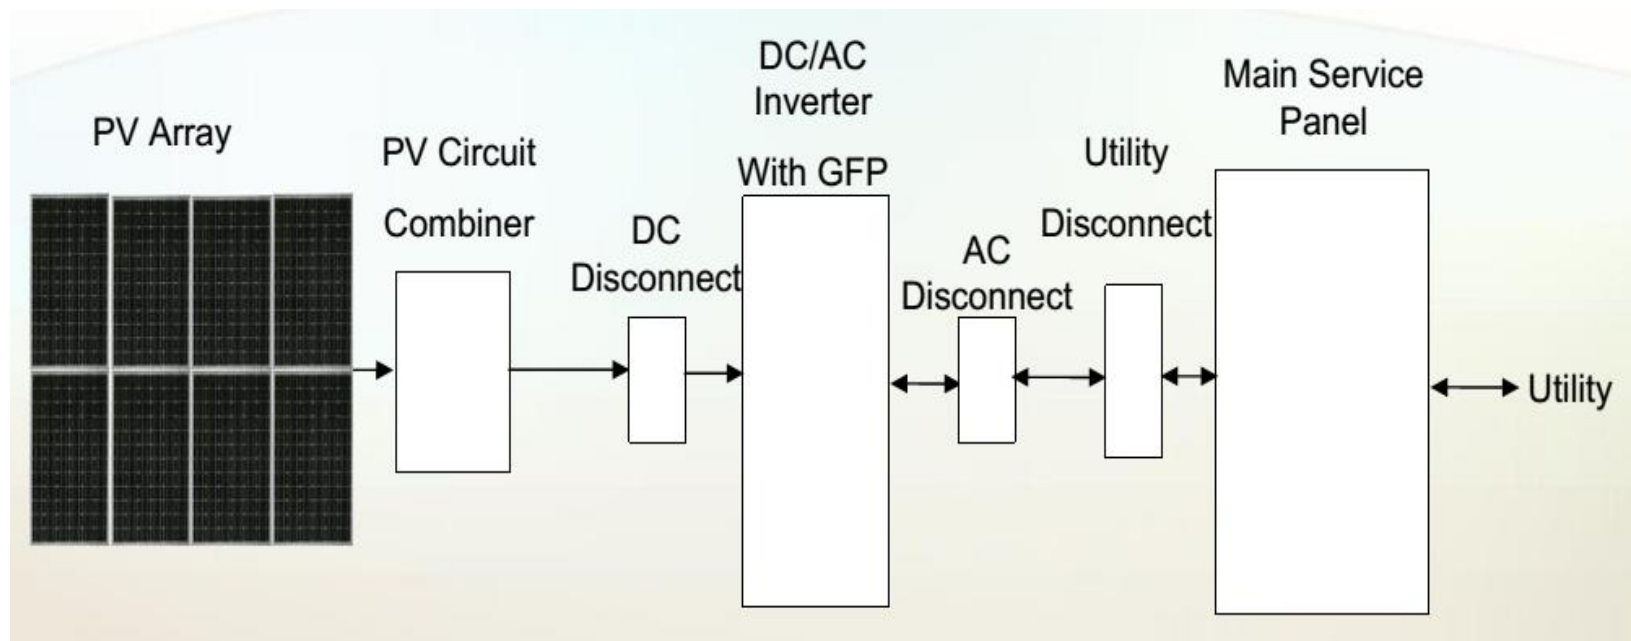 PV Array
PV Circuit
Combiner
DC
Disconnect
DC/AC
Inverter
With GFP
AC
Disconnect
Utility
Disconnect
Main Service
Panel
Utility